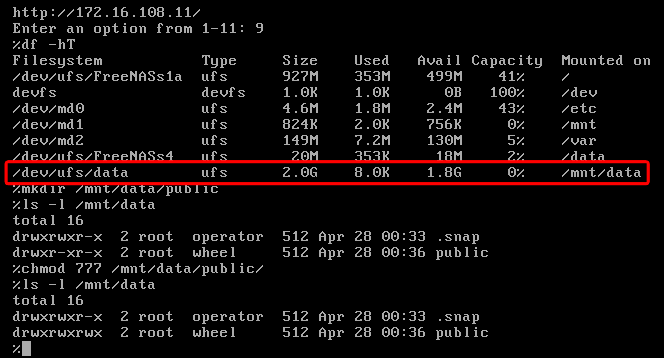 http://172.16.108.11/
Enter an option from 1-11: 9
%df -hT
Filesystem            Type     Size    Used   Avail Capacity  Mounted on
/dev/ufs/FreeNASs1a   ufs      927M    353M    499M    41%    /
devfs                 devfs    1.0K    1.0K      0B   100%    /dev
/dev/md0              ufs      4.6M    1.8M    2.4M    43%    /etc
/dev/md1              ufs      824K    2.0K    756K     0%    /mnt
/dev/md2              ufs      149M    7.2M    130M     5%    /var
/dev/ufs/FreeNASs4    ufs       20M    353K     18M     2%    /data
/dev/ufs/data         ufs      2.0G    8.0K    1.8G     0%    /mnt/data
%mkdir /mnt/data/public
%ls -l /mnt/data
total 16
drwxrwxr-x  2 root  operator  512 Apr 28 00:33 .snap
drwxr-xr-x  2 root  wheel     512 Apr 28 00:36 public
%chmod 777 /mnt/data/public/
%ls -l /mnt/data
total 16
drwxrwxr-x  2 root  operator  512 Apr 28 00:33 .snap
drwxrwxrwx  2 root  wheel     512 Apr 28 00:36 public
%